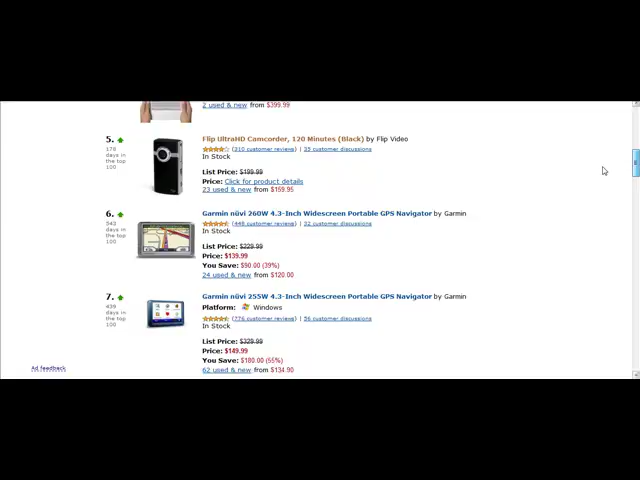 2 used & new from $399.99
5.
Flip UltraHD Camcorder, 120 Minutes (Black) by Flip Video
178 days in the top 100
(310 customer reviews) | 39 customer discussions
In Stock
List Price: $199.99
Price: Click for product details
23 used & new from $159.95
6.
Garmin nüvi 260W 4.3-Inch Widescreen Portable GPS Navigator by Garmin
543 days in the top 100
(448 customer reviews) | 32 customer discussions
In Stock
List Price: $229.99
Price: $139.99
You Save: $90.00 (39%)
24 used & new from $120.00
7.
Garmin nüvi 255W 4.3-Inch Widescreen Portable GPS Navigator by Garmin
439 days in the top 100
Platform: Windows
(776 customer reviews) | 56 customer discussions
In Stock
List Price: $329.99
Price: $149.99
You Save: $180.00 (55%)
62 used & new from $134.90
Ad feedback